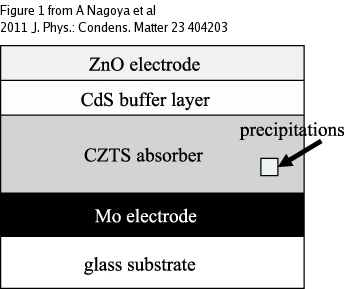 Figure 1 from A Nagoya et al
2011 J. Phys.: Condens. Matter 23 404203
ZnO electrode
CdS buffer layer
precipitations
CZTS absorber
Mo electrode
glass substrate